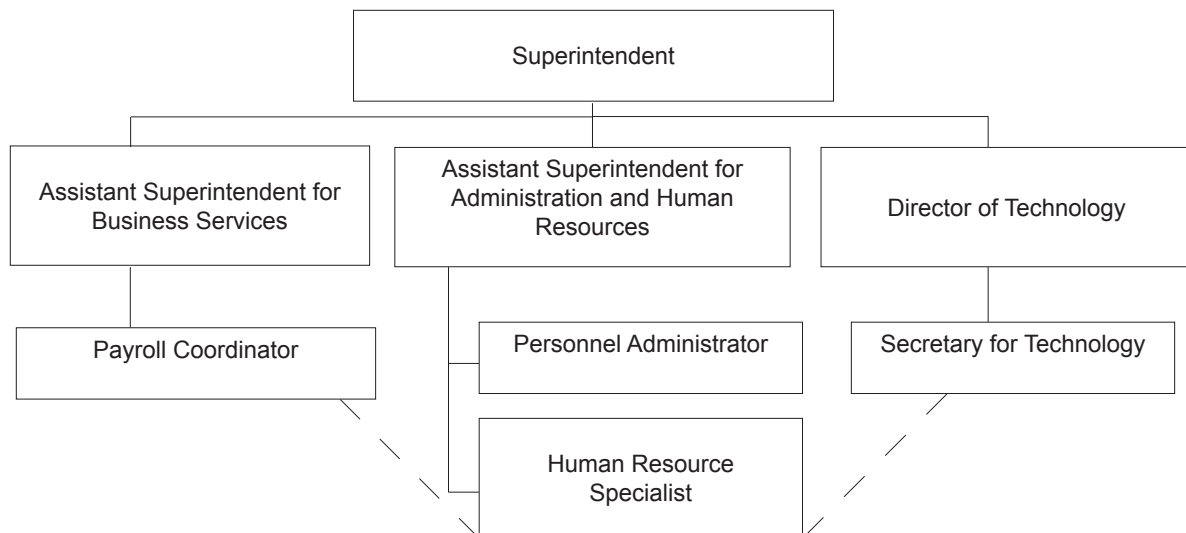 Superintendent
Assistant Superintendent for
Business Services
Assistant Superintendent for
Administration and Human
Resources
Director of Technology
Payroll Coordinator
Personnel Administrator
Secretary for Technology
Human Resource
Specialist